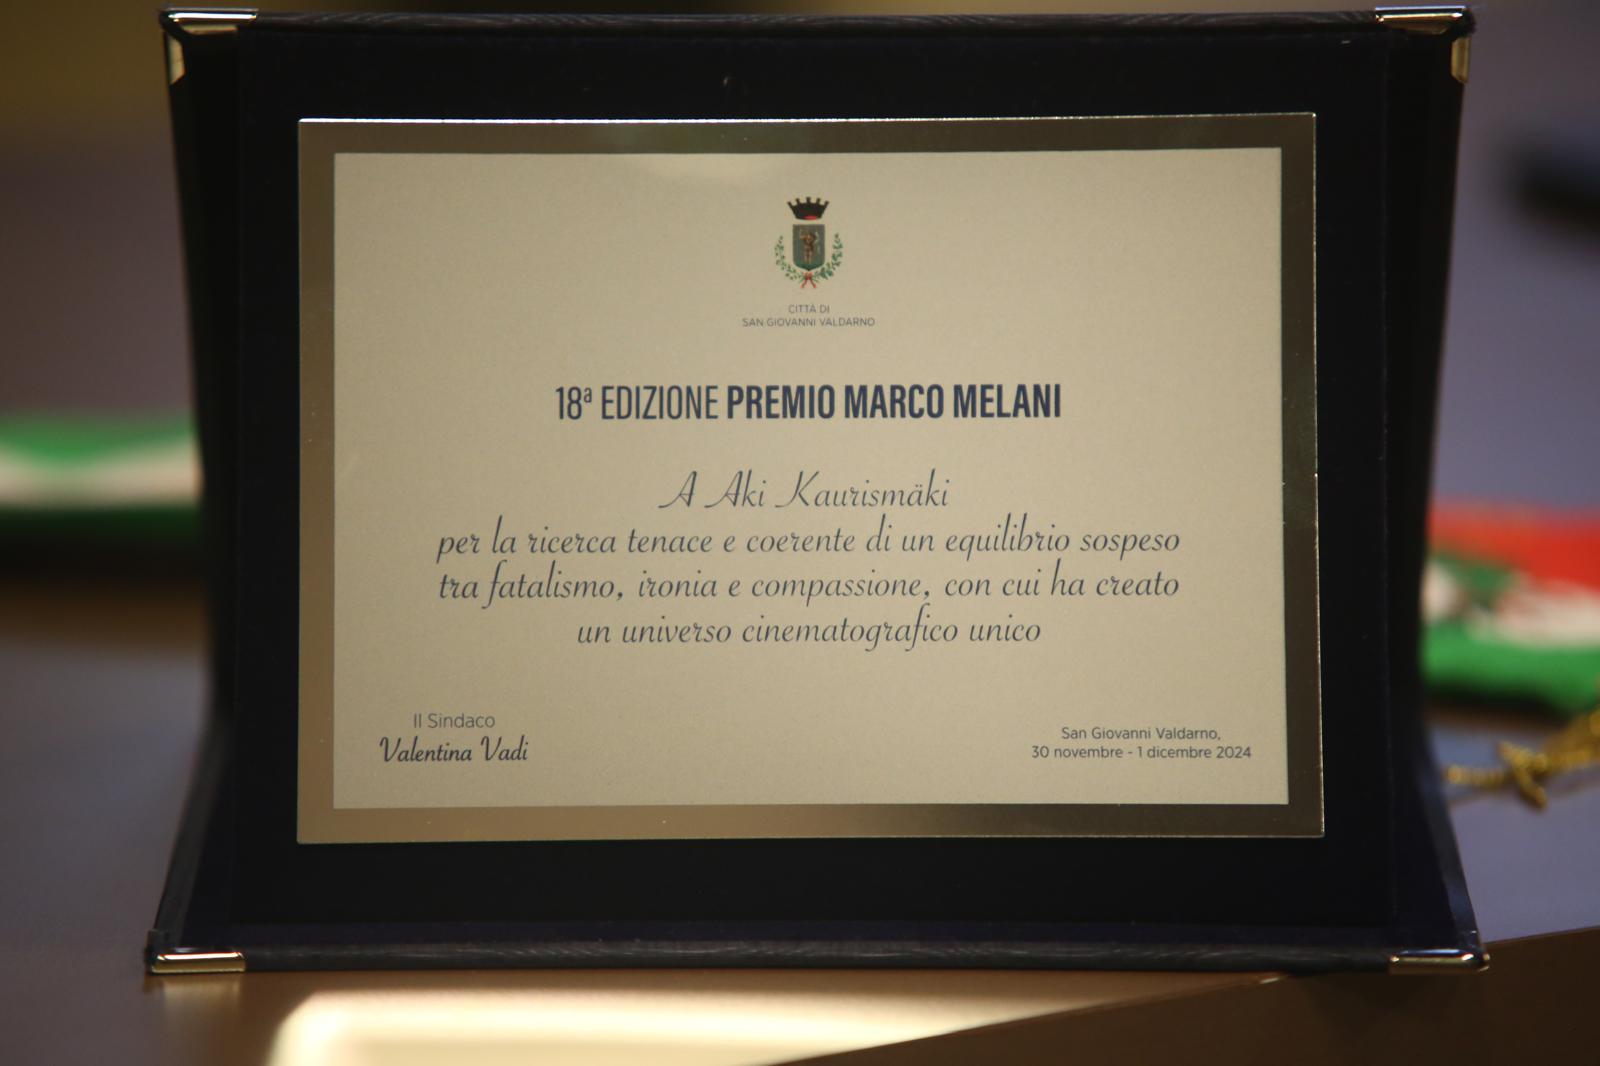 CITTÀ DI
SAN GIOVANNI VALDARNO
18ª EDIZIONE PREMIO MARCO MELANI
A Aki Kaurismäki
per la ricerca tenace e coerente di un equilibrio sospeso
tra fatalismo, ironia e compassione, con cui ha creato
un universo cinematografico unico
Il Sindaco
Valentina Vadi
San Giovanni Valdarno,
30 novembre - 1 dicembre 2024